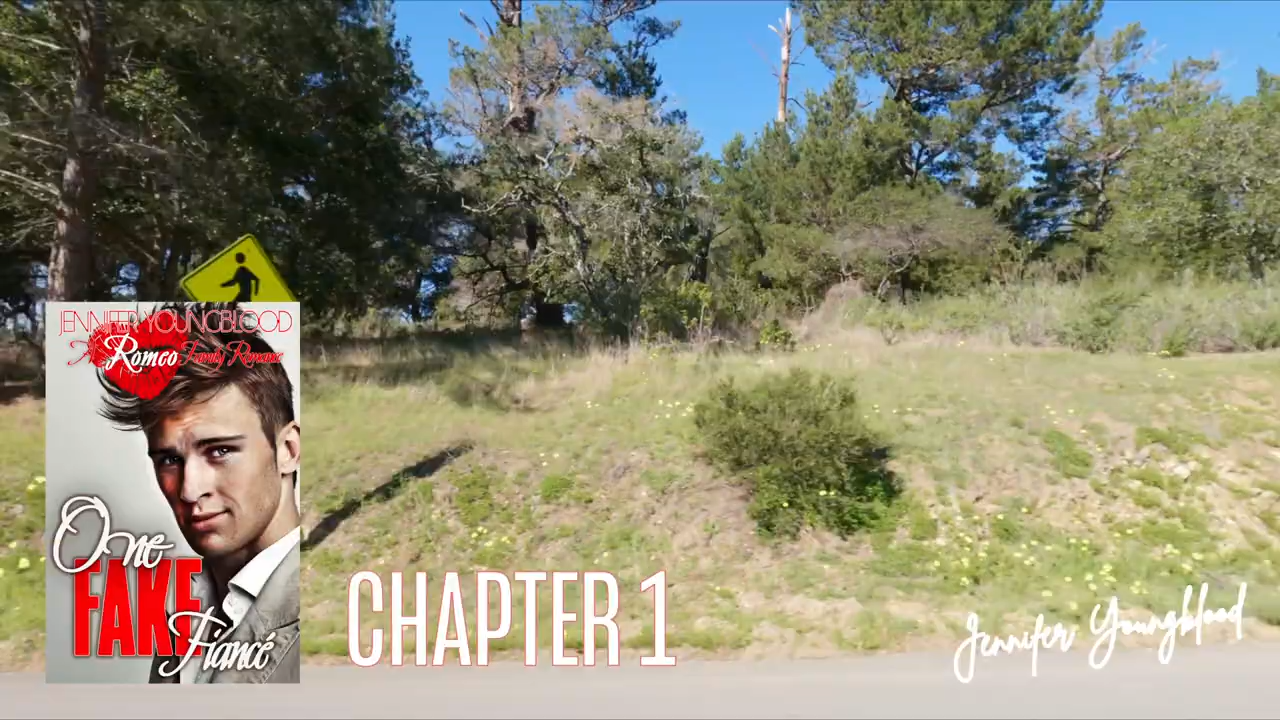 JENNIFER YOUNGBLOOD
A Romeo Family Romance
One
FAKE
Fiancé
CHAPTER 1
Jennifer Youngblood